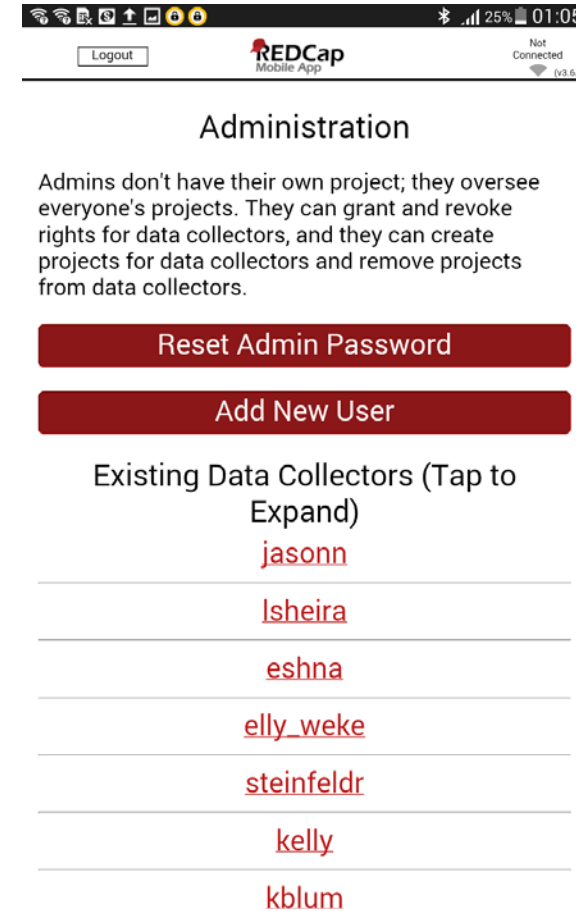 25% 01:05
Logout
REDCap
Mobile App
Not
Connected
(v3.6.
Administration
Admins don't have their own project; they oversee
everyone's projects. They can grant and revoke
rights for data collectors, and they can create
projects for data collectors and remove projects
from data collectors.
Reset Admin Password
Add New User
Existing Data Collectors (Tap to
Expand)
jasonn
lsheira
eshna
elly_weke
steinfeldr
kelly
kblum